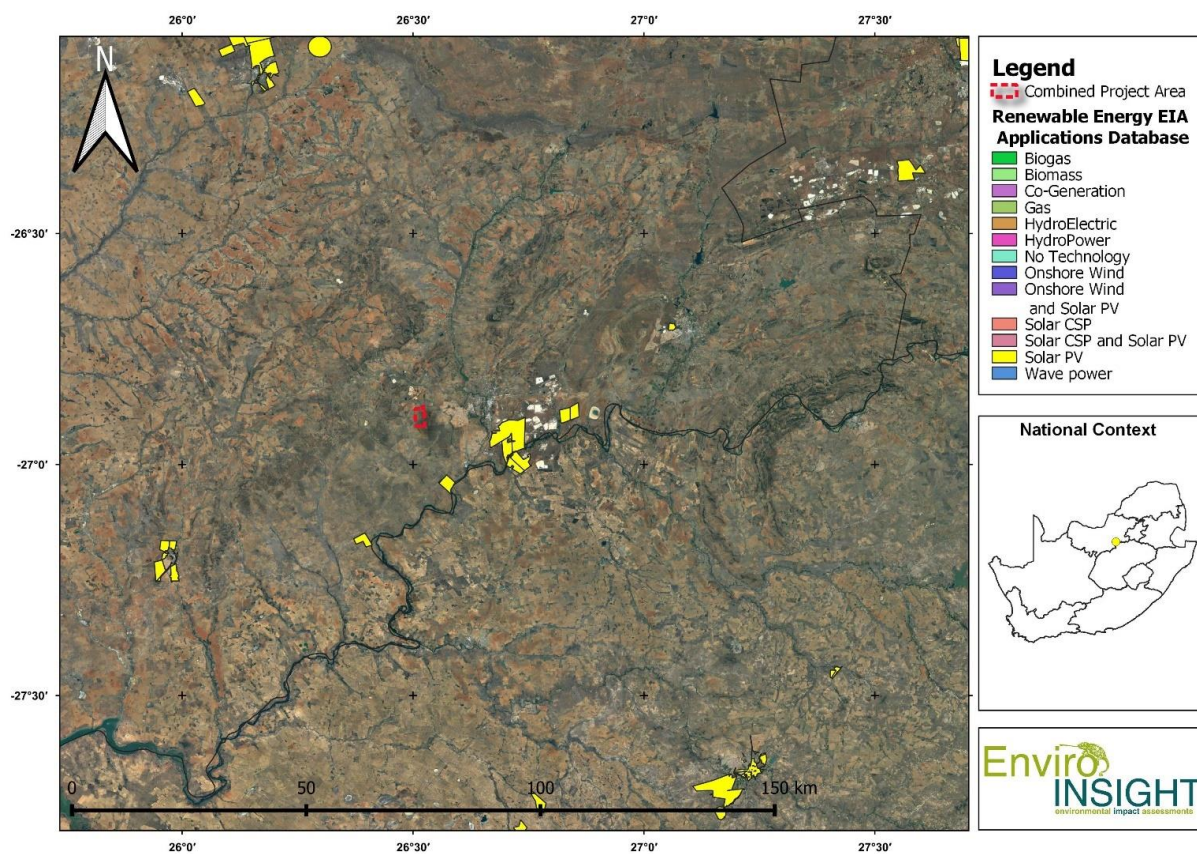 26°0'
26°30'
27°0'
27°30'
N
-26°30'
-27°0'
-27°30'
0
50
100
150 km
26°0'
26°30'
27°0'
27°30'
Legend
Combined Project Area
Renewable Energy EIA
Applications Database
Biogas
Biomass
Co-Generation
Gas
HydroElectric
HydroPower
No Technology
Onshore Wind
Onshore Wind
and Solar PV
Solar CSP
Solar CSP and Solar PV
Solar PV
Wave power
National Context
Enviro
INSIGHT
environmental impact assessments